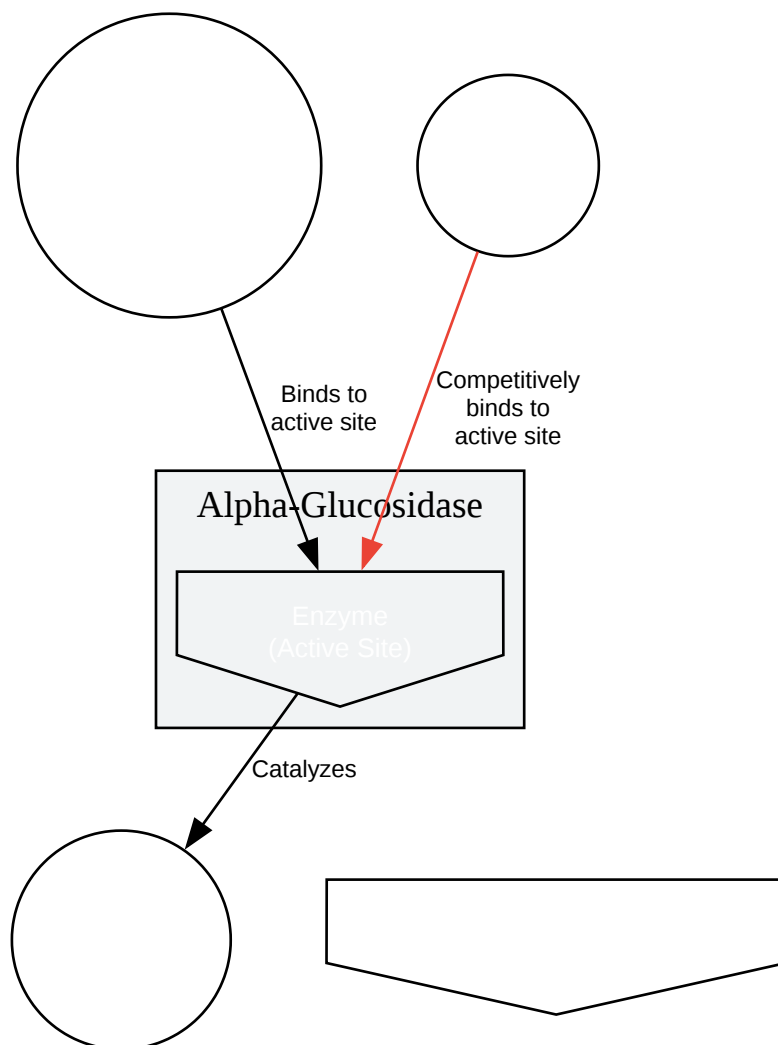 Binds to
active site
Competitively
binds to
active site
Alpha-Glucosidase
Enzyme
(Active Site)
Catalyzes